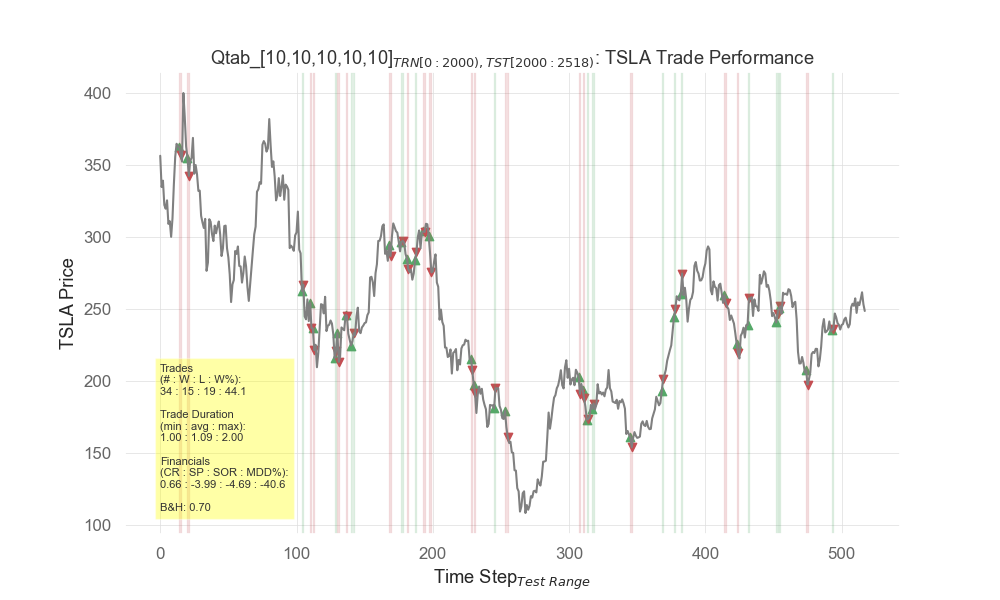 Qtab_[10,10,10,10,10]TRN[0 : 2000), TST[2000 : 2518): TSLA Trade Performance
400
350
300
250
200
150
100
TSLA Price
Trades
(# : W : L : W%):
34 : 15 : 19 : 44.1
Trade Duration
(min : avg : max):
1.00 : 1.09 : 2.00
Financials
(CR : SP : SOR : MDD%):
0.66 : -3.99 : -4.69 : -40.6
B&H: 0.70
0 100 200 300 400 500
Time StepTest Range